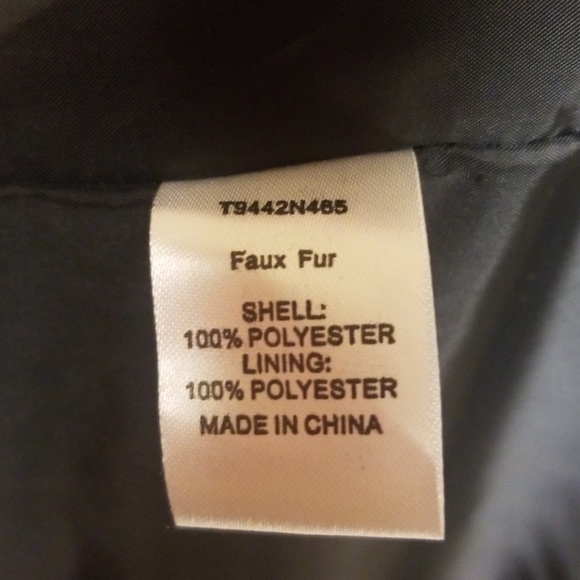 T9442N465
Faux Fur
SHELL:
100% POLYESTER
LINING:
100% POLYESTER
MADE IN CHINA